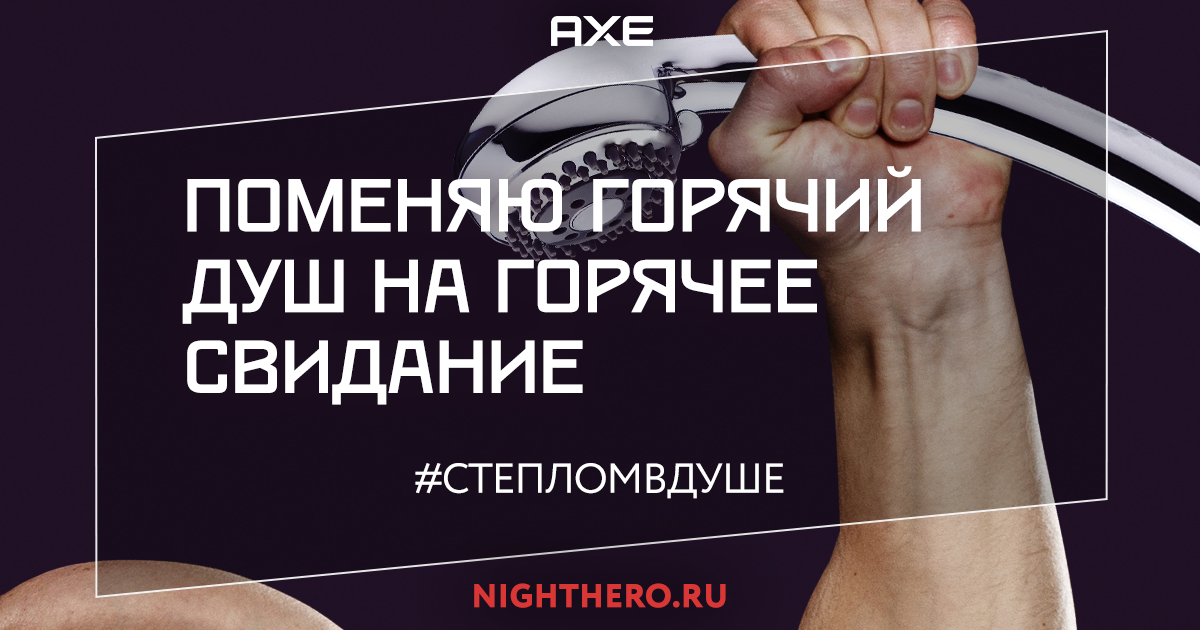 AXE
ПОМЕНЯЮ ГОРЯЧИЙ
ДУШ НА ГОРЯЧЕЕ
СВИДАНИЕ
#СТЕПЛОМВДУШЕ
NIGHTHERO.RU